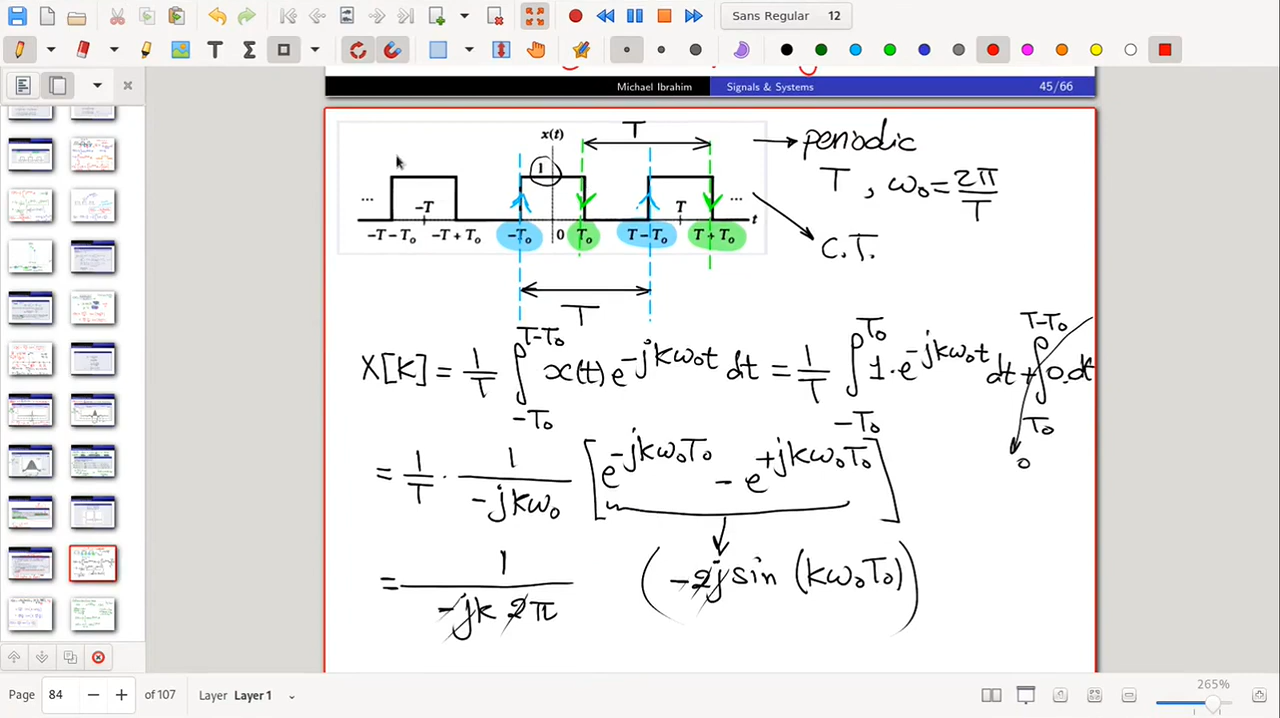 Sans Regular 12
Michael Ibrahim Signals & Systems 45/66
x(t)
T
1
... -T T ... t
-T - T₀ -T + T₀ -T₀ 0 T₀ T - T₀ T + T₀
T
→ periodic
T , ω₀ = 2π/T
C.T.
X[k] = 1/T ∫_{-T₀}^{T-T₀} x(t) e^{-jkω₀t} dt = 1/T ∫_{-T₀}^{T₀} 1·e^{-jkω₀t} dt + ∫_{T₀}^{T-T₀} 0.dt
0
= 1/T · 1/(-jkω₀) [e^{-jkω₀T₀} - e^{+jkω₀T₀}]
= 1/(-jk 2π) (-2j sin (kω₀T₀))
Page 84 of 107 Layer Layer 1 265%